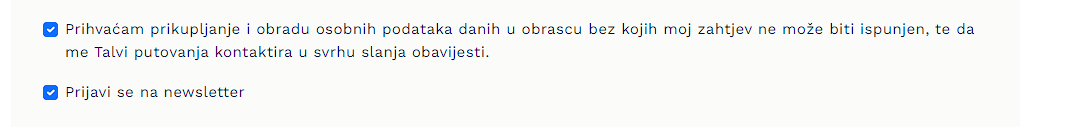 Prihvaćam prikupljanje i obradu osobnih podataka danih u obrascu bez kojih moj zahtjev ne može biti ispunjen, te da
me Talvi putovanja kontaktira u svrhu slanja obavijesti.
Prijavi se na newsletter